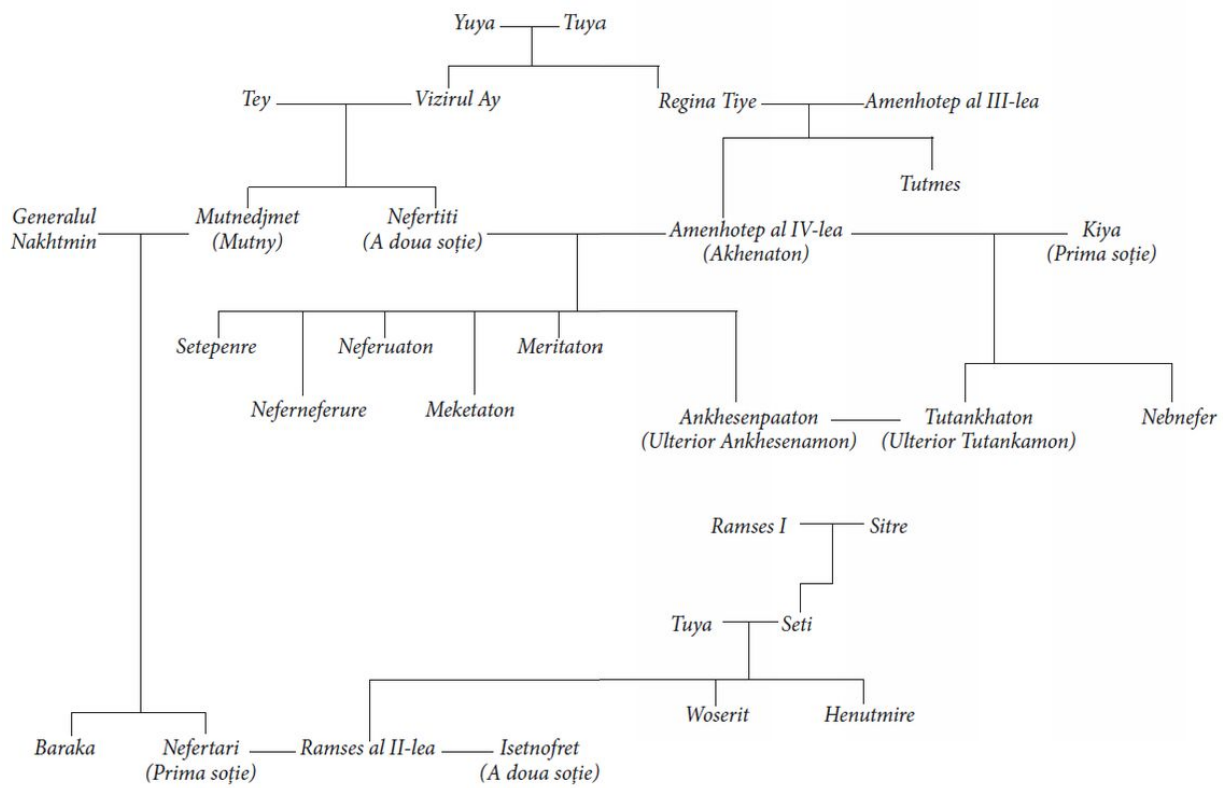 Yuya Tuya
Tey Vizirul Ay Regina Tiye Amenhotep al III-lea
Tutmes
Generalul Nakhtmin
Mutnedjmet (Mutny)
Nefertiti (A doua soție)
Amenhotep al IV-lea (Akhenaton)
Kiya (Prima soție)
Setepenre Neferuaton Meritaton
Neferneferure Meketaton
Ankhesenpaaton (Ulterior Ankhesenamon)
Tutankhaton (Ulterior Tutankamon)
Nebnefer
Ramses I Sitre
Tuya Seti
Woserit Henutmire
Baraka
Nefertari (Prima soție)
Ramses al II-lea
Isetnofret (A doua soție)